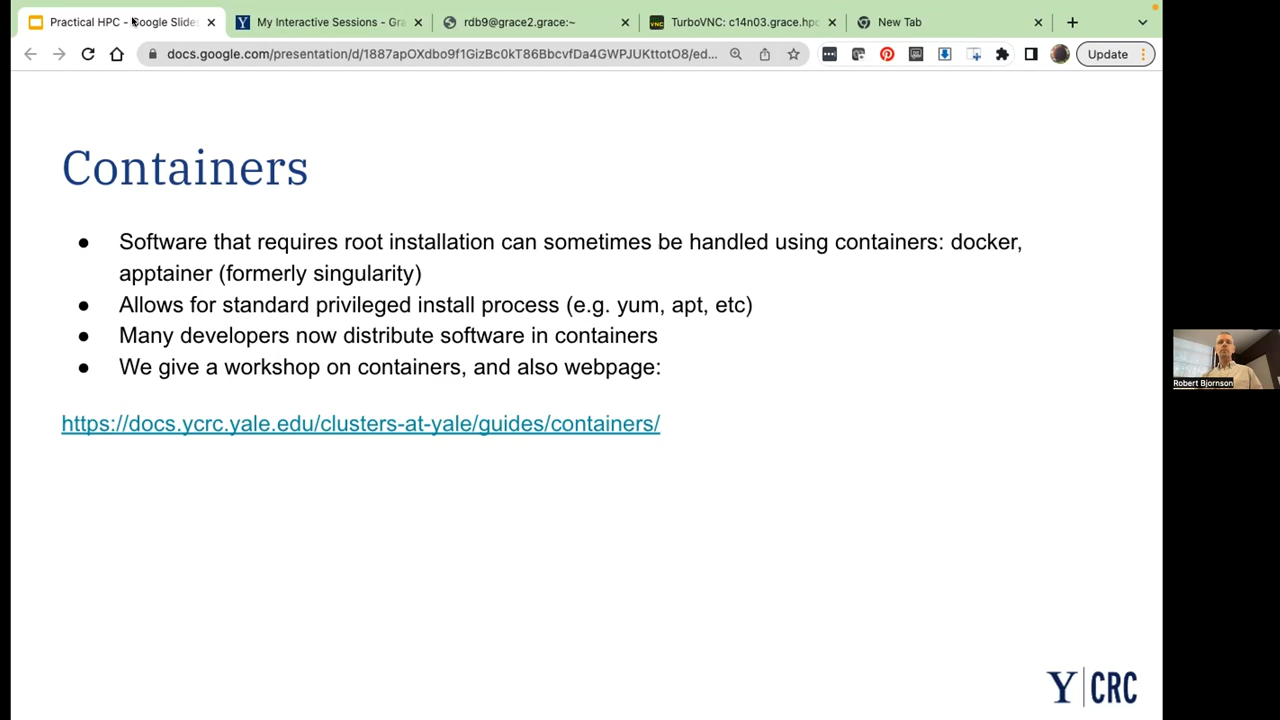 Practical HPC - Google Slides
My Interactive Sessions - Gra
rdb9@grace2.grace:~
VNC
TurboVNC: c14n03.grace.hpc
New Tab
docs.google.com/presentation/d/1887apOXdbo9f1GizBc0kT86BbcvfDa4GWPJUKttotO8/ed...
Update
Containers
● Software that requires root installation can sometimes be handled using containers: docker,
apptainer (formerly singularity)
● Allows for standard privileged install process (e.g. yum, apt, etc)
● Many developers now distribute software in containers
● We give a workshop on containers, and also webpage:
https://docs.ycrc.yale.edu/clusters-at-yale/guides/containers/
Robert Bjornson
Y CRC